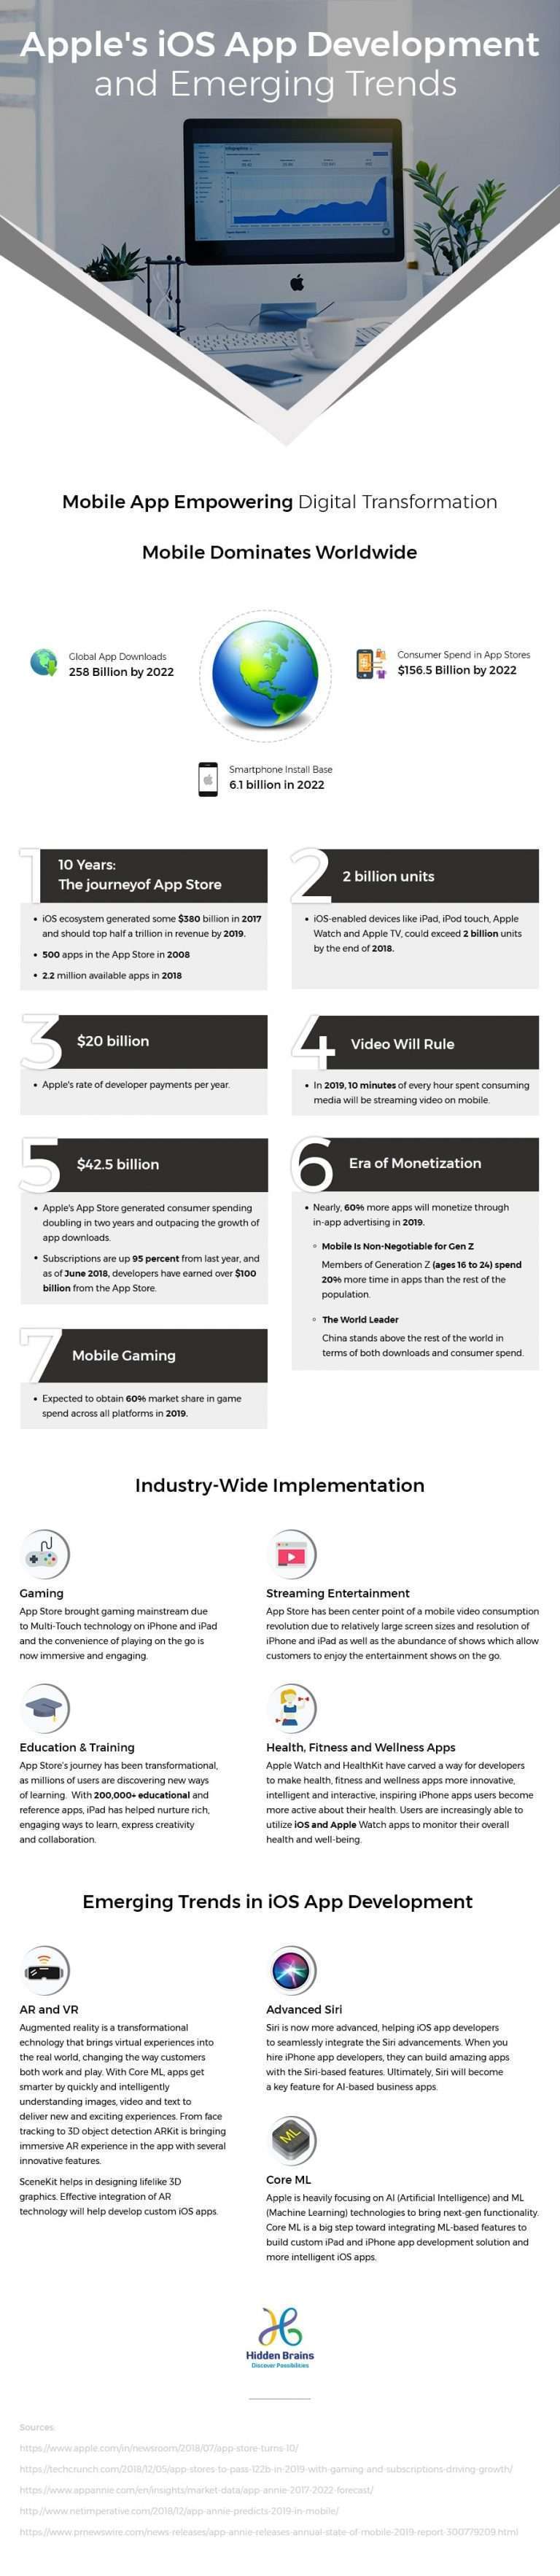 Apple's iOS App Development
and Emerging Trends
Mobile App Empowering Digital Transformation
Mobile Dominates Worldwide
Global App Downloads
258 Billion by 2022
Consumer Spend in App Stores
$156.5 Billion by 2022
Smartphone Install Base
6.1 billion in 2022
1
10 Years:
The journeyof App Store
• iOS ecosystem generated some $380 billion in 2017
and should top half a trillion in revenue by 2019.
• 500 apps in the App Store in 2008
• 2.2 million available apps in 2018
2
2 billion units
• iOS-enabled devices like iPad, iPod touch, Apple
Watch and Apple TV, could exceed 2 billion units
by the end of 2018.
3
$20 billion
• Apple's rate of developer payments per year.
4
Video Will Rule
• In 2019, 10 minutes of every hour spent consuming
media will be streaming video on mobile.
5
$42.5 billion
• Apple's App Store generated consumer spending
doubling in two years and outpacing the growth of
app downloads.
• Subscriptions are up 95 percent from last year, and
as of June 2018, developers have earned over $100
billion from the App Store.
6
Era of Monetization
• Nearly, 60% more apps will monetize through
in-app advertising in 2019.
◦ Mobile Is Non-Negotiable for Gen Z
Members of Generation Z (ages 16 to 24) spend
20% more time in apps than the rest of the
population.
◦ The World Leader
China stands above the rest of the world in
terms of both downloads and consumer spend.
7
Mobile Gaming
• Expected to obtain 60% market share in game
spend across all platforms in 2019.
Industry-Wide Implementation
Gaming
App Store brought gaming mainstream due
to Multi-Touch technology on iPhone and iPad
and the convenience of playing on the go is
now immersive and engaging.
Streaming Entertainment
App Store has been center point of a mobile video consumption
revolution due to relatively large screen sizes and resolution of
iPhone and iPad as well as the abundance of shows which allow
customers to enjoy the entertainment shows on the go.
Education & Training
App Store's journey has been transformational,
as millions of users are discovering new ways
of learning. With 200,000+ educational and
reference apps, iPad has helped nurture rich,
engaging ways to learn, express creativity
and collaboration.
Health, Fitness and Wellness Apps
Apple Watch and HealthKit have carved a way for developers
to make health, fitness and wellness apps more innovative,
intelligent and interactive, inspiring iPhone apps users become
more active about their health. Users are increasingly able to
utilize iOS and Apple Watch apps to monitor their overall
health and well-being.
Emerging Trends in iOS App Development
AR and VR
Augmented reality is a transformational
echnology that brings virtual experiences into
the real world, changing the way customers
both work and play. With Core ML, apps get
smarter by quickly and intelligently
understanding images, video and text to
deliver new and exciting experiences. From face
tracking to 3D object detection ARKit is bringing
immersive AR experience in the app with several
innovative features.
SceneKit helps in designing lifelike 3D
graphics. Effective integration of AR
technology will help develop custom iOS apps.
Advanced Siri
Siri is now more advanced, helping iOS app developers
to seamlessly integrate the Siri advancements. When you
hire iPhone app developers, they can build amazing apps
with the Siri-based features. Ultimately, Siri will become
a key feature for AI-based business apps.
ML
Core ML
Apple is heavily focusing on AI (Artificial Intelligence) and ML
(Machine Learning) technologies to bring next-gen functionality.
Core ML is a big step toward integrating ML-based features to
build custom iPad and iPhone app development solution and
more intelligent iOS apps.
Hidden Brains
Discover Possibilities
Sources:
https://www.apple.com/in/newsroom/2018/07/app-store-turns-10/
https://techcrunch.com/2018/12/05/app-stores-to-pass-122b-in-2019-with-gaming-and-subscriptions-driving-growth/
https://www.appannie.com/en/insights/market-data/app-annie-2017-2022-forecast/
http://www.netimperative.com/2018/12/app-annie-predicts-2019-in-mobile/
https://www.prnewswire.com/news-releases/app-annie-releases-annual-state-of-mobile-2019-report-300779209.html